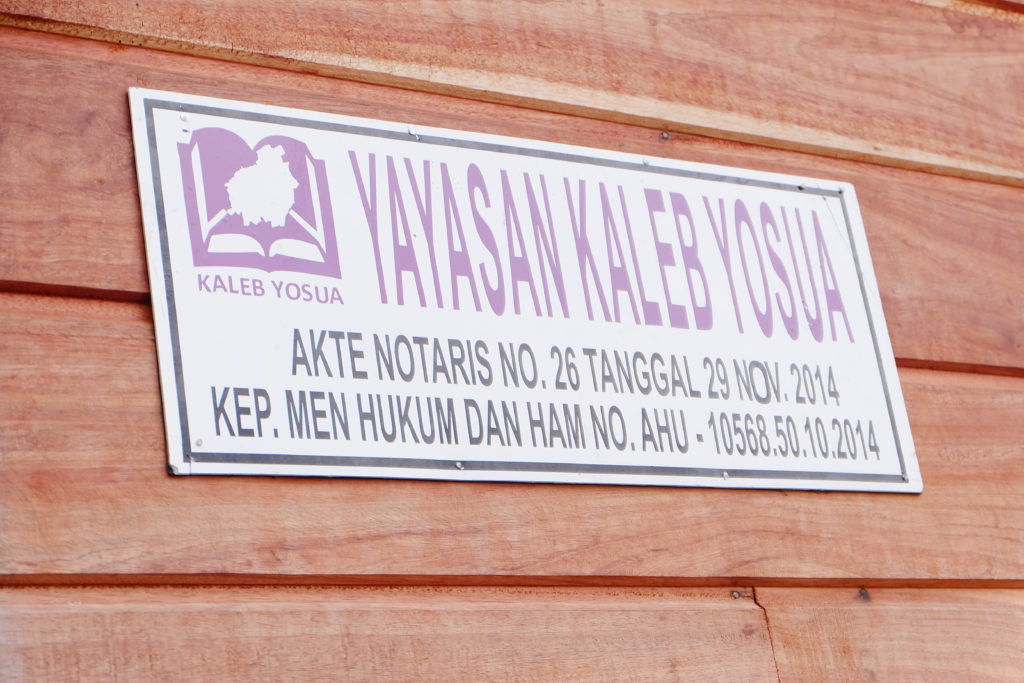 YAYASAN KALEB YOSUA
KALEB YOSUA
AKTE NOTARIS NO. 26 TANGGAL 29 NOV. 2014
KEP. MEN HUKUM DAN HAM NO. AHU - 10568.50.10.2014